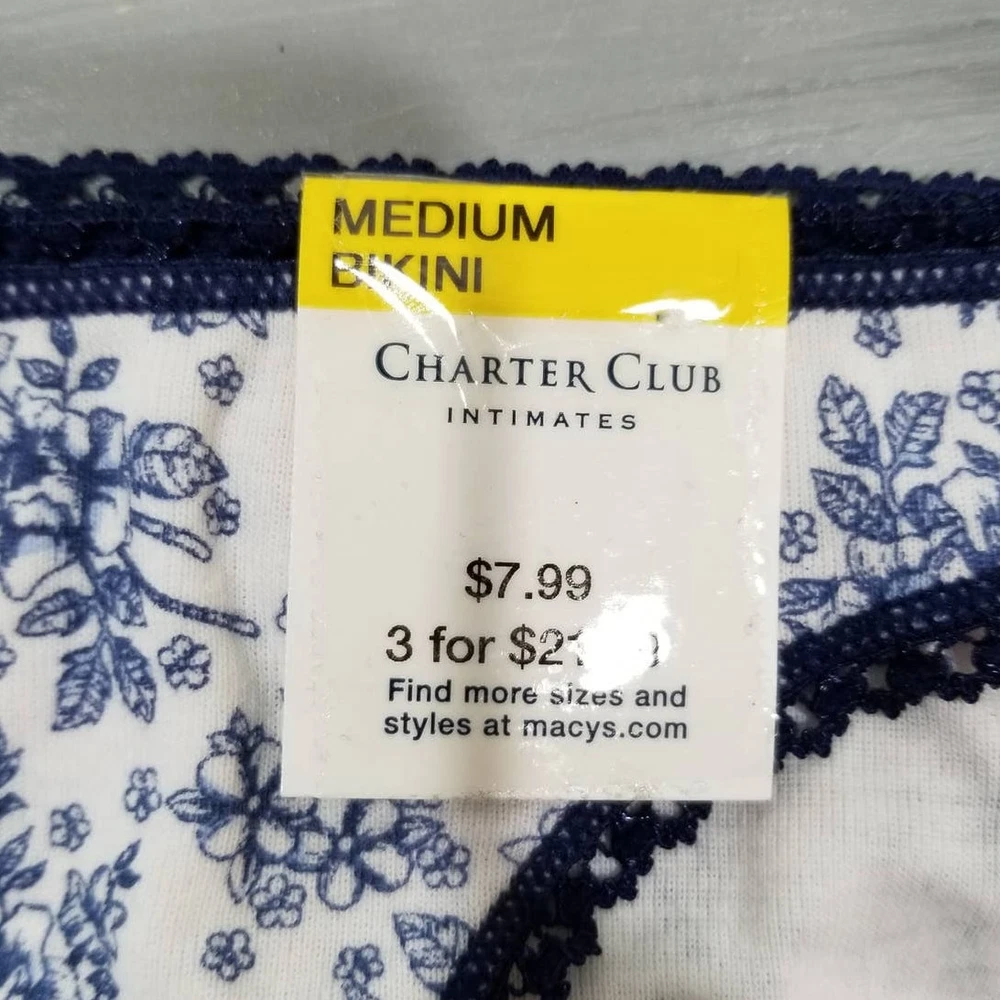 MEDIUM
BIKINI
CHARTER CLUB
INTIMATES
$7.99
3 for
Find more sizes and
styles at macys.com